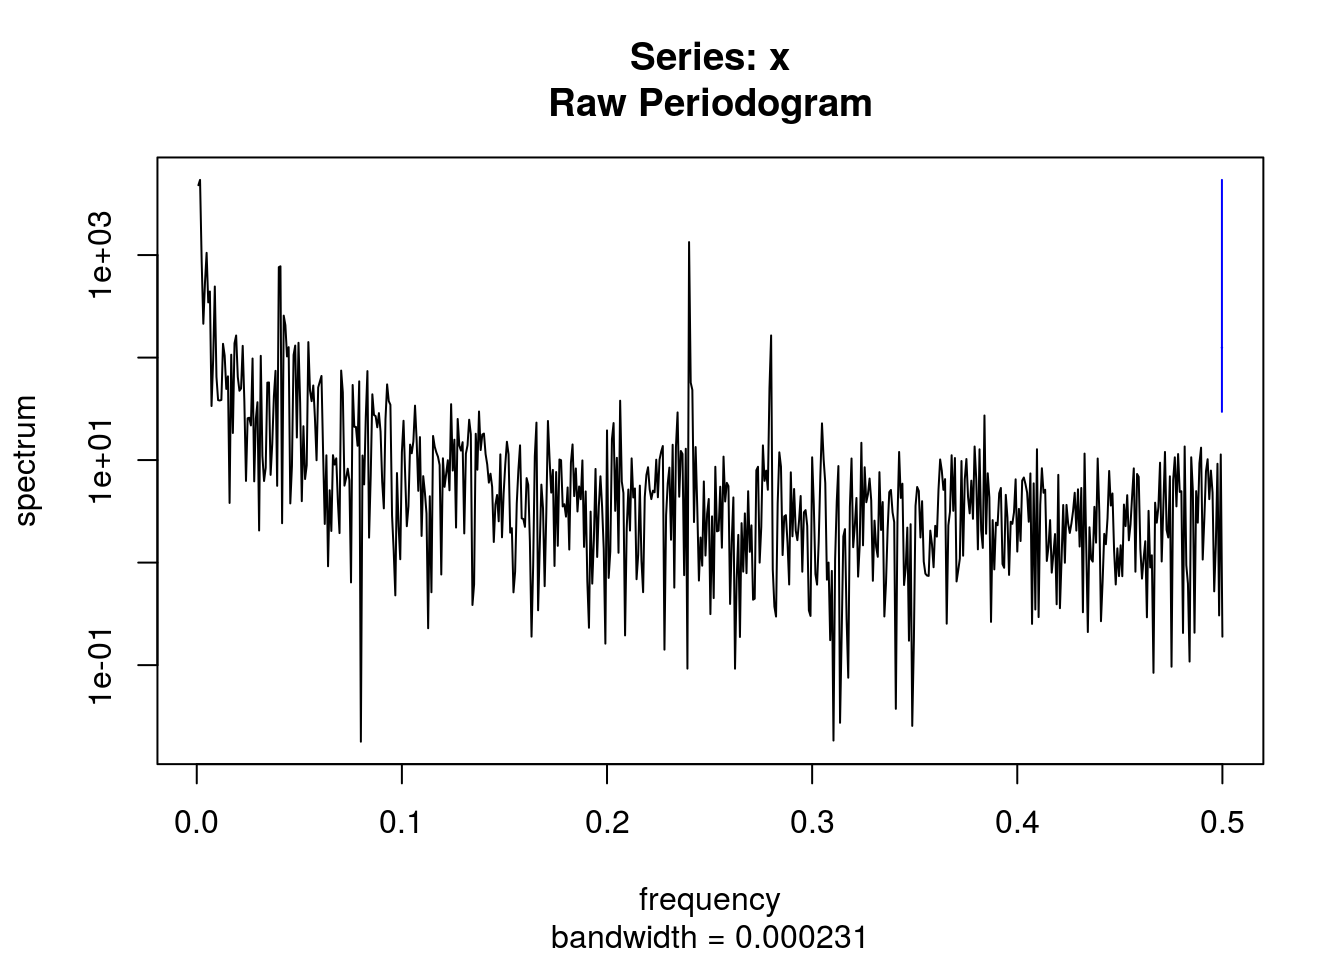 Series: x
Raw Periodogram
spectrum
1e+03
1e+01
1e-01
0.0 0.1 0.2 0.3 0.4 0.5
frequency
bandwidth = 0.000231